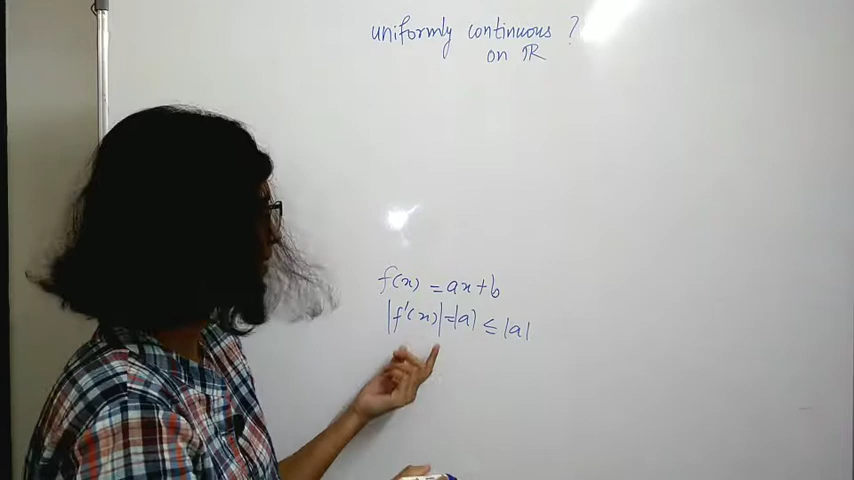 uniformly continuous ?
on ℝ
f(x) = ax+b
|f'(x)|=|a| ≤ |a|